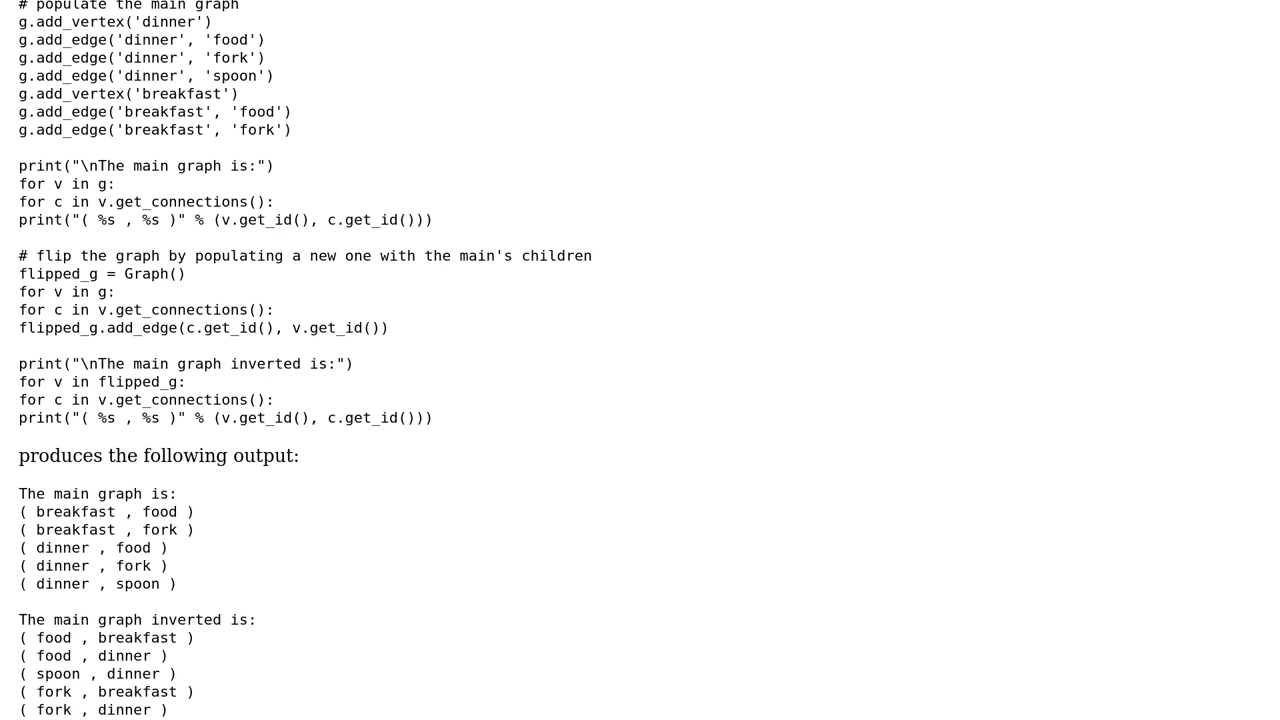 # populate the main graph
g.add_vertex('dinner')
g.add_edge('dinner', 'food')
g.add_edge('dinner', 'fork')
g.add_edge('dinner', 'spoon')
g.add_vertex('breakfast')
g.add_edge('breakfast', 'food')
g.add_edge('breakfast', 'fork')

print("\nThe main graph is:")
for v in g:
for c in v.get_connections():
print("( %s , %s )" % (v.get_id(), c.get_id()))

# flip the graph by populating a new one with the main's children
flipped_g = Graph()
for v in g:
for c in v.get_connections():
flipped_g.add_edge(c.get_id(), v.get_id())

print("\nThe main graph inverted is:")
for v in flipped_g:
for c in v.get_connections():
print("( %s , %s )" % (v.get_id(), c.get_id()))

produces the following output:

The main graph is:
( breakfast , food )
( breakfast , fork )
( dinner , food )
( dinner , fork )
( dinner , spoon )

The main graph inverted is:
( food , breakfast )
( food , dinner )
( spoon , dinner )
( fork , breakfast )
( fork , dinner )